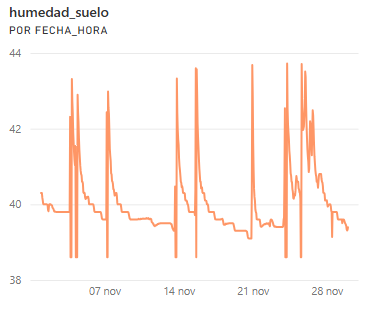 humedad_suelo
POR FECHA_HORA
44
42
40
38
07 nov
14 nov
21 nov
28 nov